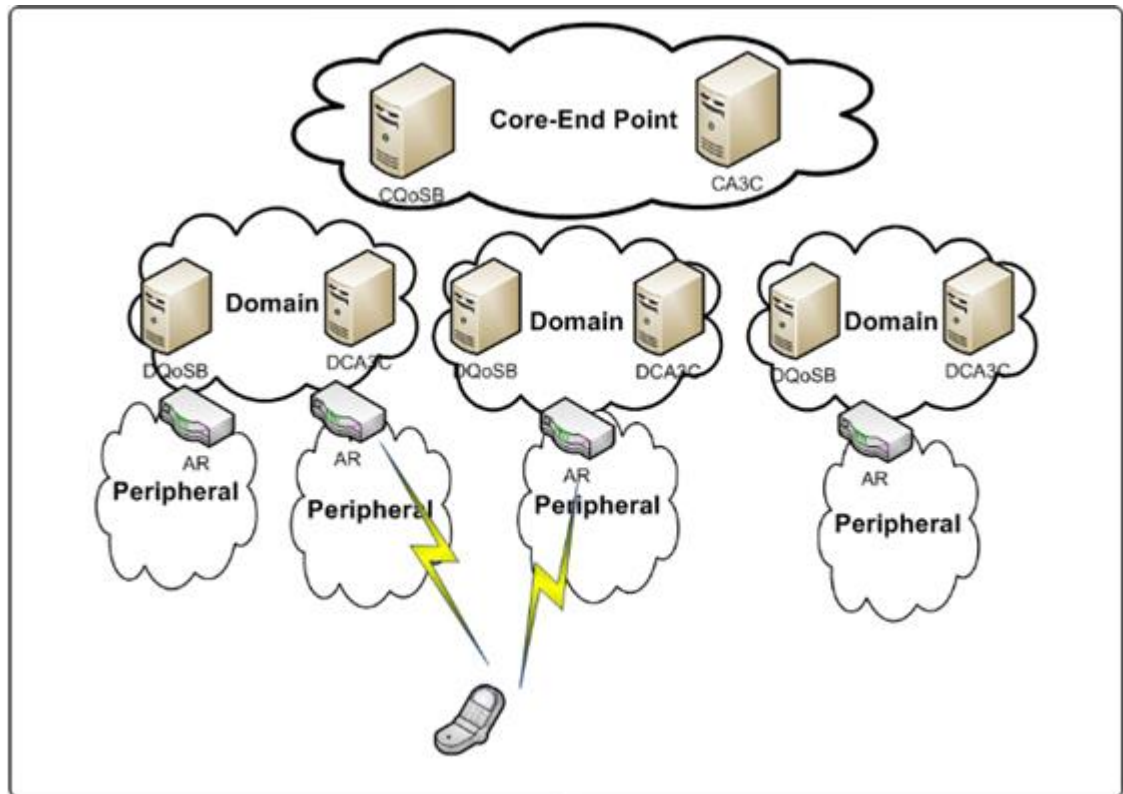 Core-End Point
CQoSB
CA3C
Domain
DQoSB
DCA3C
Domain
DQoSB
DCA3C
Domain
DQoSB
DCA3C
AR
Peripheral
AR
Peripheral
AR
Peripheral
AR
Peripheral